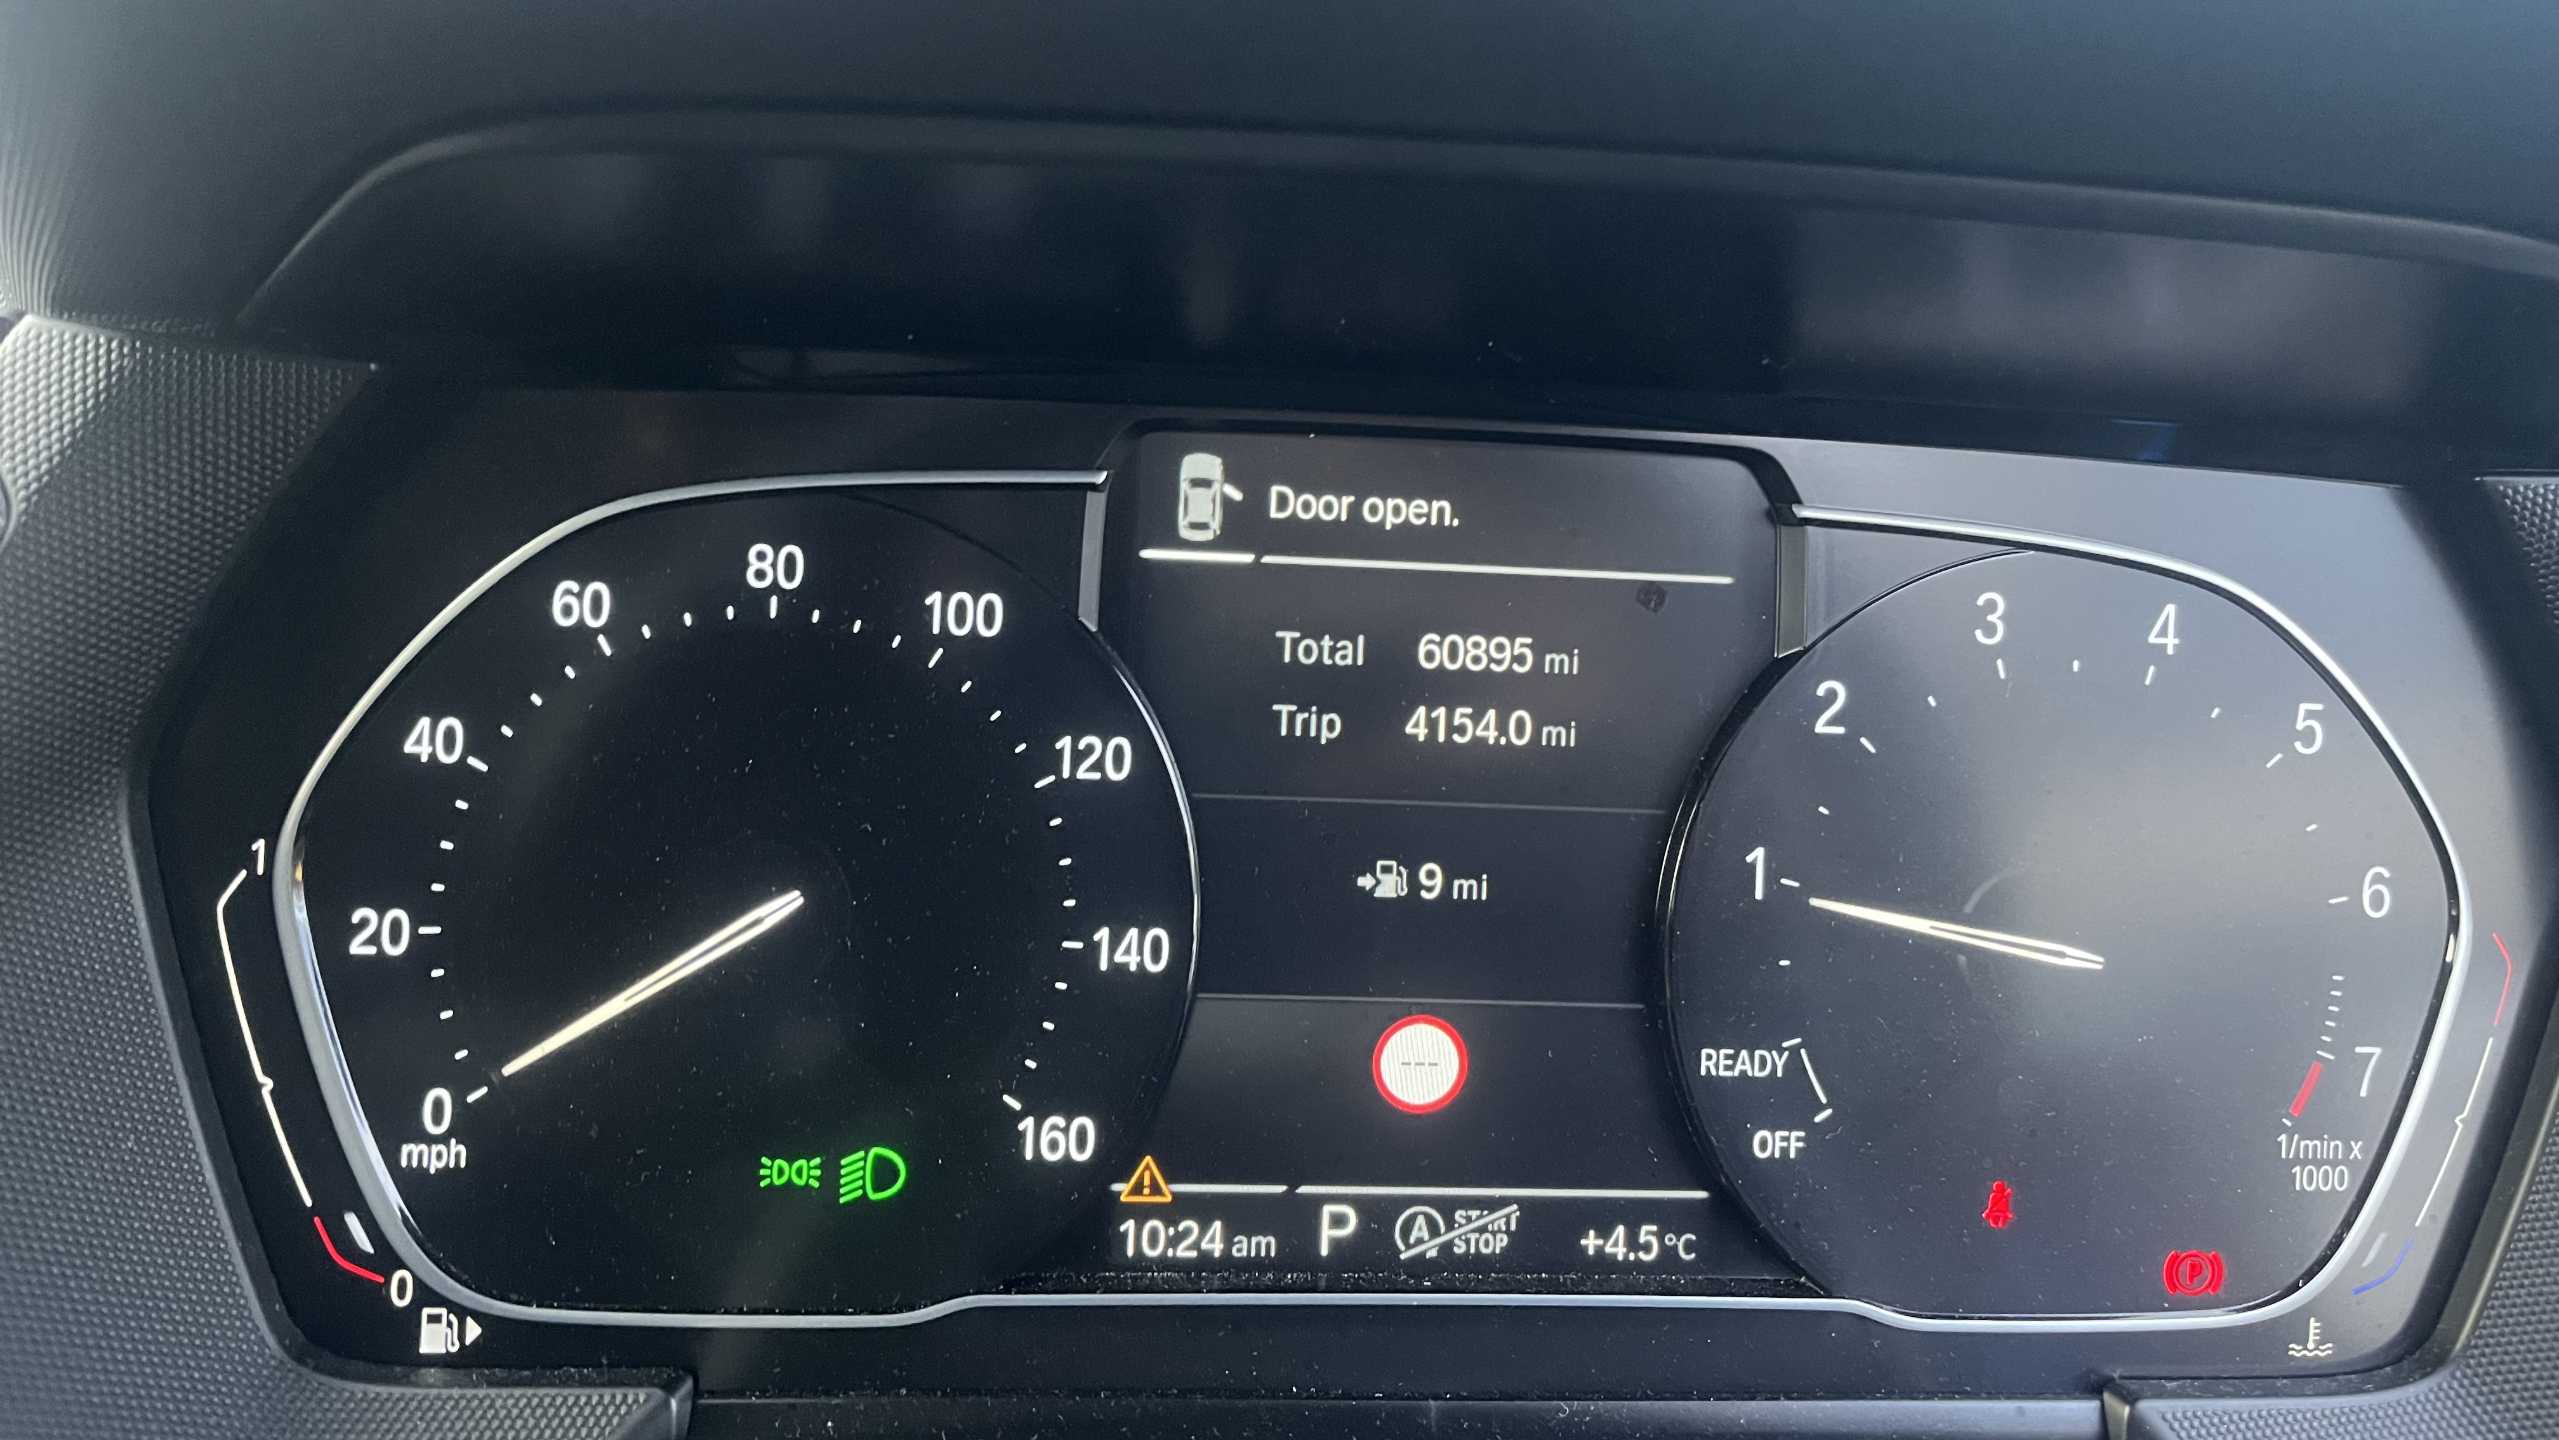 Door open.
Total 60895 mi
Trip 4154.0 mi
9 mi
---
10:24 am P A START STOP +4.5°C
0 20 40 60 80 100 120 140 160
mph
1
0
OFF READY 1 2 3 4 5 6 7
1/min x
1000
P